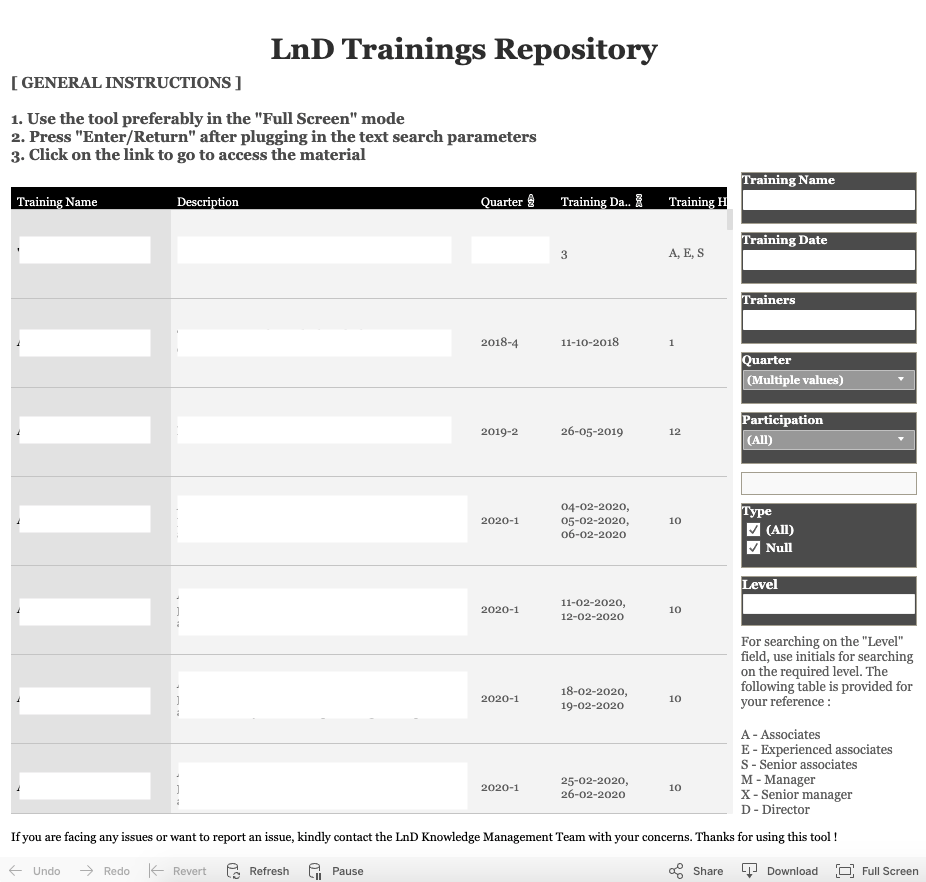 LnD Trainings Repository
[ GENERAL INSTRUCTIONS ]
1. Use the tool preferably in the "Full Screen" mode
2. Press "Enter/Return" after plugging in the text search parameters
3. Click on the link to go to access the material
Training Name Description Quarter Training Da.. Training H
3 A, E, S
2018-4 11-10-2018 1
2019-2 26-05-2019 12
2020-1 04-02-2020, 10
05-02-2020,
06-02-2020
2020-1 11-02-2020, 10
12-02-2020
2020-1 18-02-2020, 10
19-02-2020
2020-1 25-02-2020, 10
26-02-2020
Training Name
Training Date
Trainers
Quarter
(Multiple values)
Participation
(All)
Type
(All)
Null
Level
For searching on the "Level"
field, use initials for searching
on the required level. The
following table is provided for
your reference :
A - Associates
E - Experienced associates
S - Senior associates
M - Manager
X - Senior manager
D - Director
If you are facing any issues or want to report an issue, kindly contact the LnD Knowledge Management Team with your concerns. Thanks for using this tool !
Undo Redo Revert Refresh Pause Share Download Full Screen